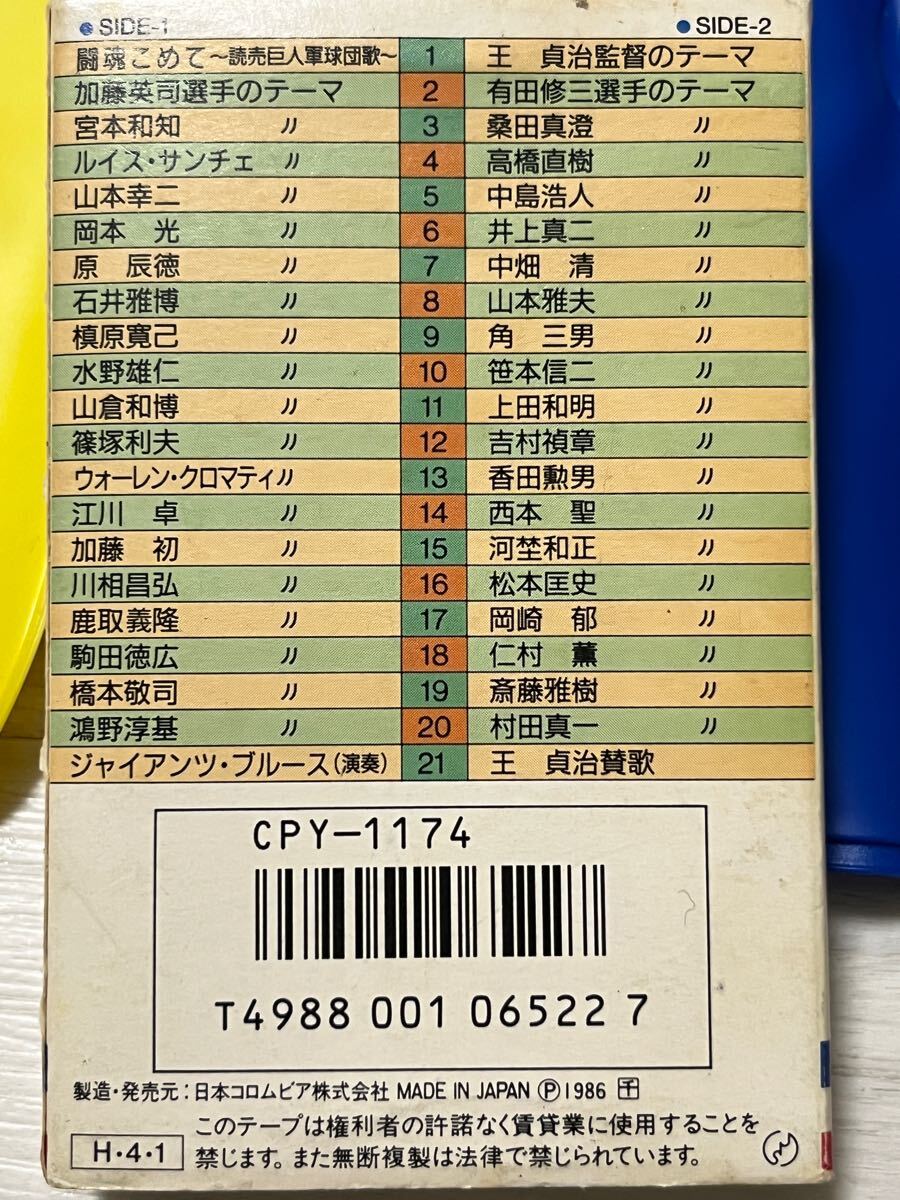 ●SIDE-1 ●SIDE-2
闘魂こめて〜読売巨人軍球団歌〜 1 王 貞治監督のテーマ
加藤英司選手のテーマ 2 有田修三選手のテーマ
宮本和知 〃 3 桑田真澄 〃
ルイス・サンチェ 〃 4 高橋直樹 〃
山本幸二 〃 5 中島浩人 〃
岡本 光 〃 6 井上真二 〃
原 辰徳 〃 7 中畑 清 〃
石井雅博 〃 8 山本雅夫 〃
槙原寛己 〃 9 角 三男 〃
水野雄仁 〃 10 笹本信二 〃
山倉和博 〃 11 上田和明 〃
篠塚利夫 〃 12 吉村禎章 〃
ウォーレン・クロマティ 〃 13 香田勲男 〃
江川 卓 〃 14 西本 聖 〃
加藤 初 〃 15 河埜和正 〃
川相昌弘 〃 16 松本匡史 〃
鹿取義隆 〃 17 岡崎 郁 〃
駒田徳広 〃 18 仁村 薫 〃
橋本敬司 〃 19 斎藤雅樹 〃
鴻野淳基 〃 20 村田真一 〃
ジャイアンツ・ブルース(演奏) 21 王 貞治賛歌
CPY-1174
T4988 001 06522 7
製造・発売元:日本コロムビア株式会社 MADE IN JAPAN Ⓟ1986 千
このテープは権利者の許諾なく賃貸業に使用することを
H・4・1 禁じます。また無断複製は法律で禁じられています。